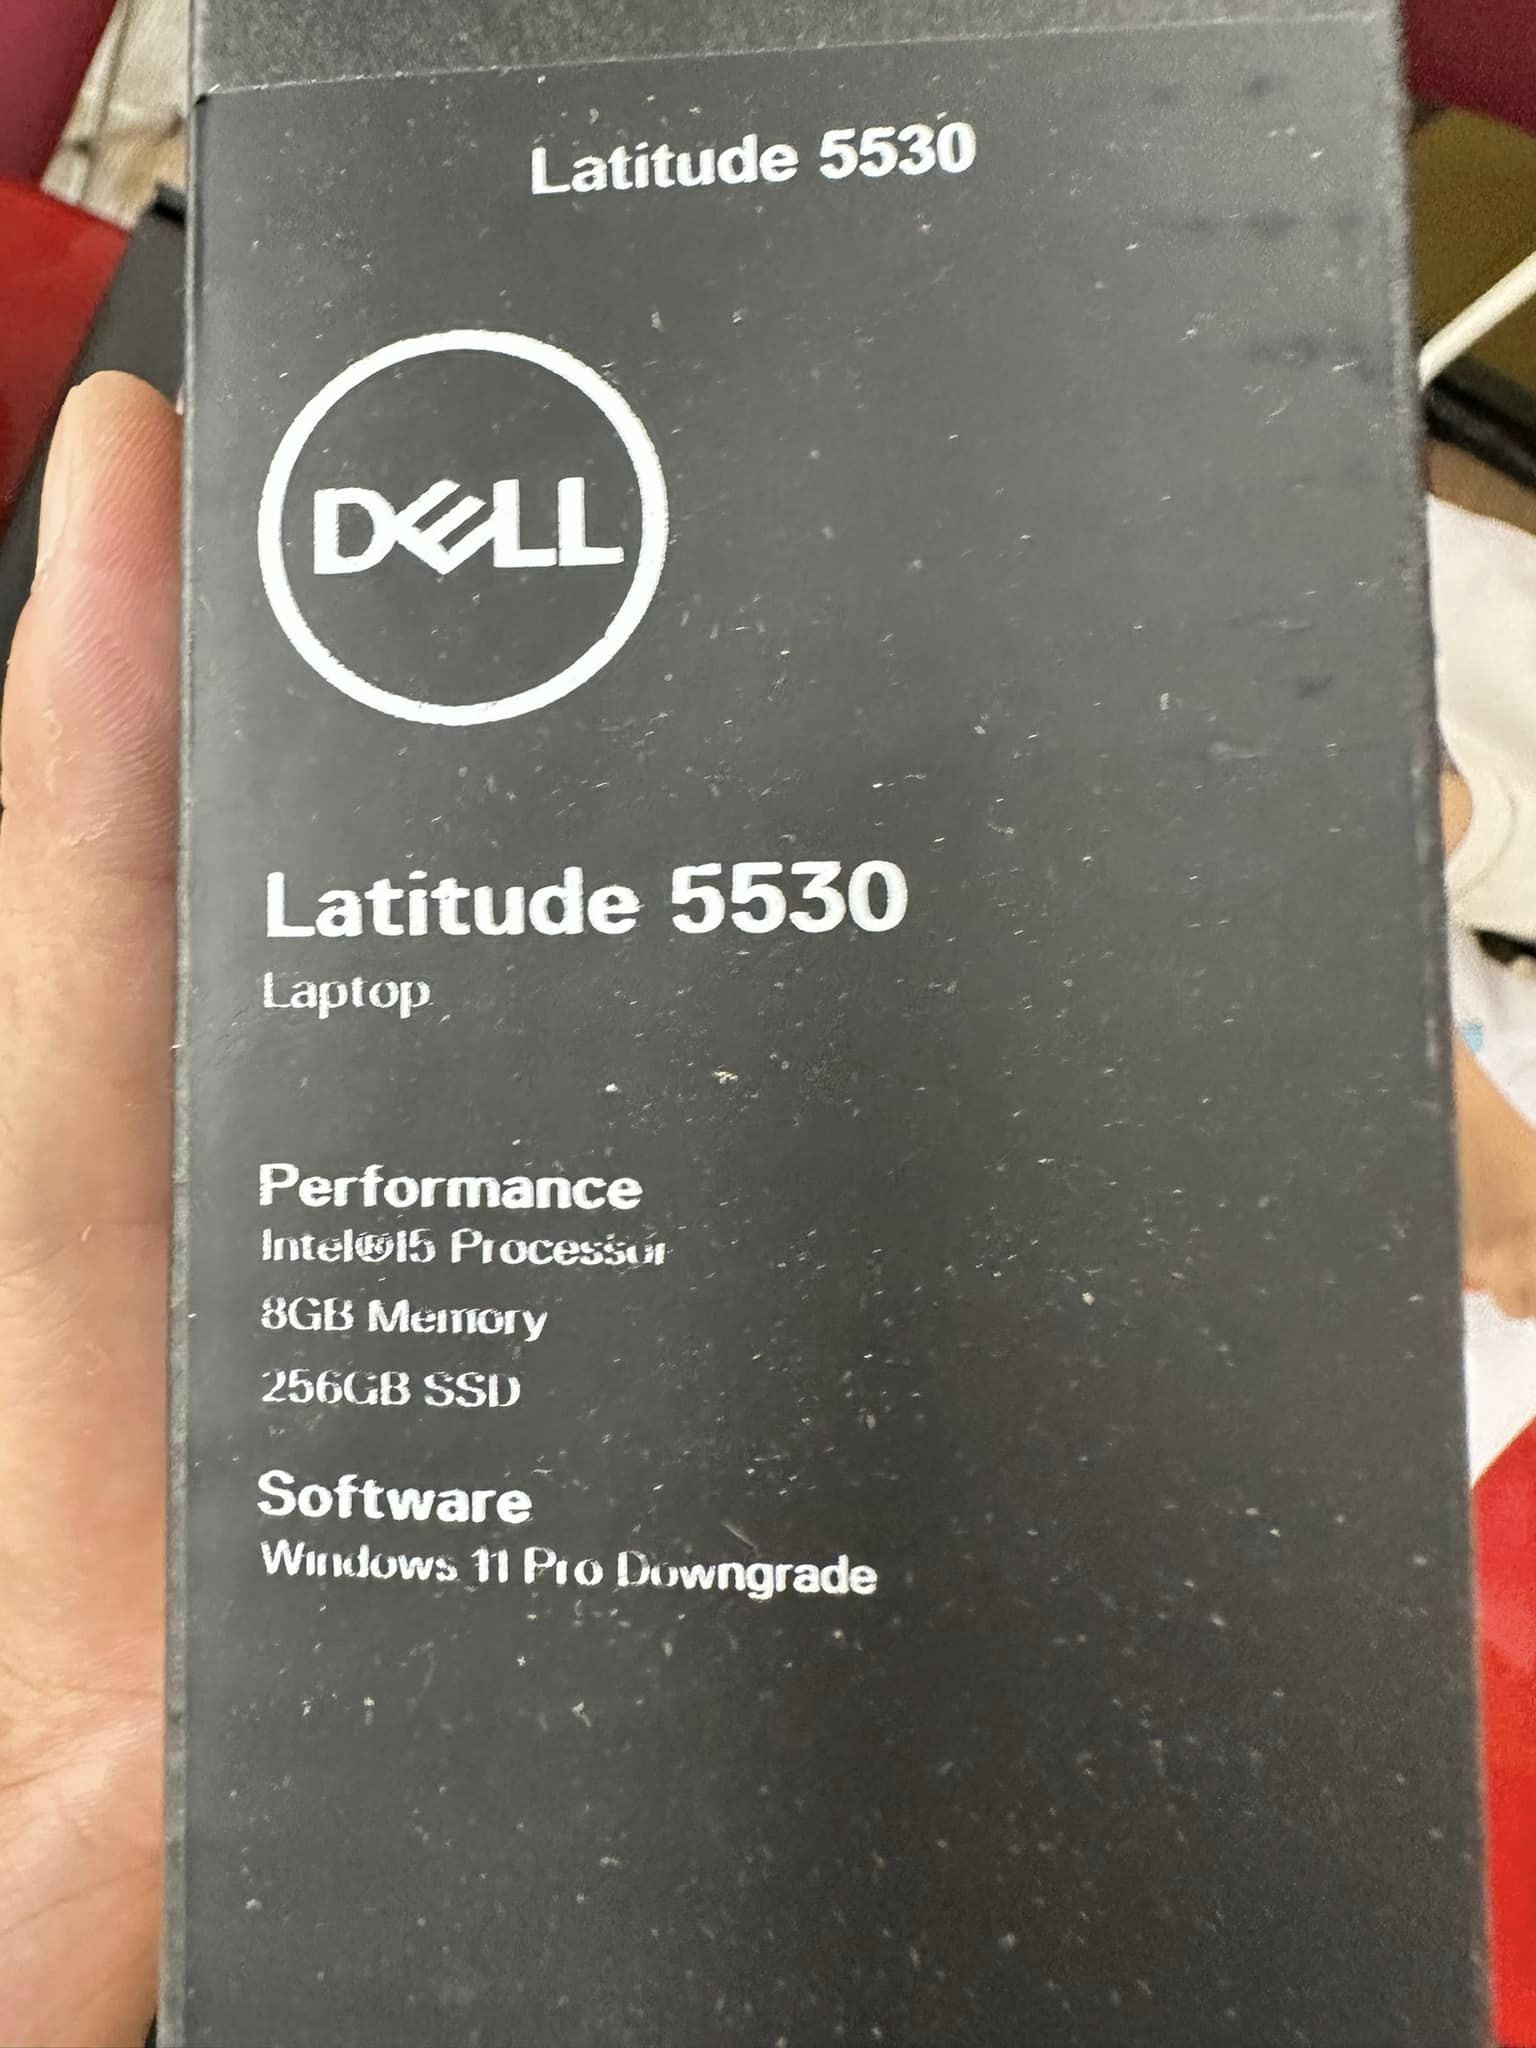 Latitude 5530
DELL
Latitude 5530
Laptop
Performance
Intel®I5 Processor
8GB Memory
256GB SSD
Software
Windows 11 Pro Downgrade